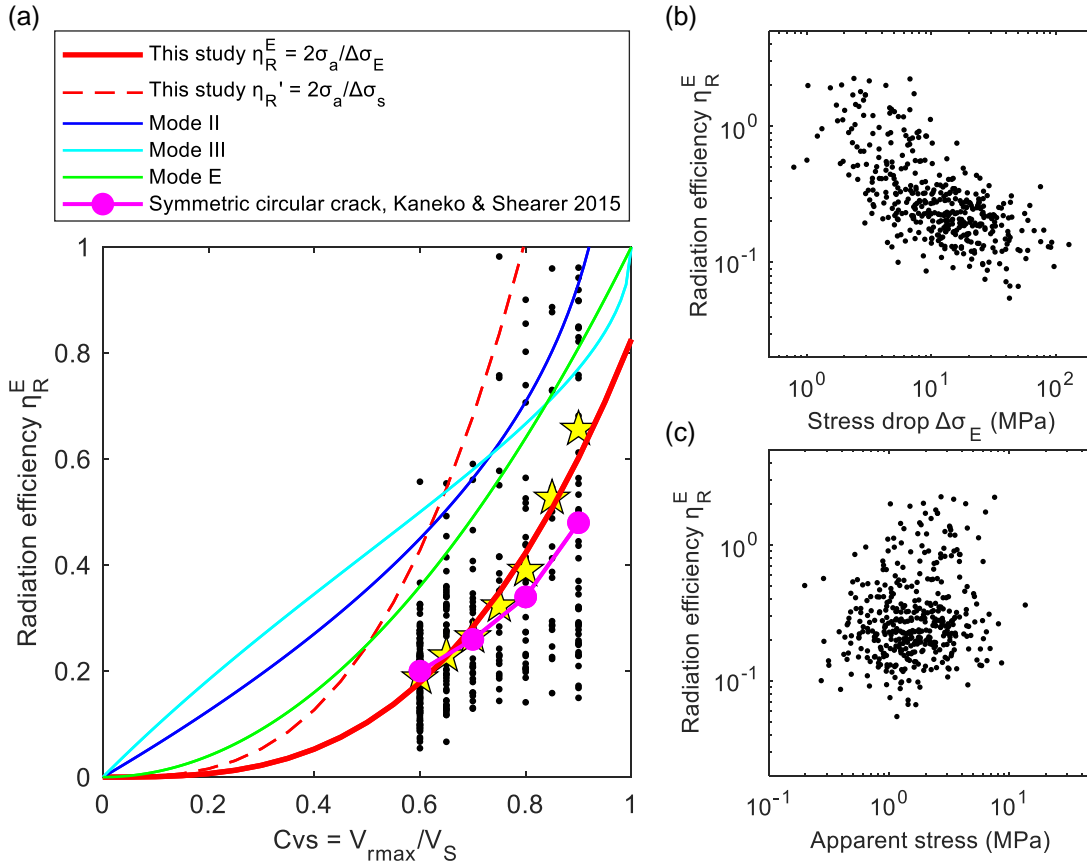 (a)
This study η_R^E = 2σ_a/Δσ_E
This study η_R' = 2σ_a/Δσ_s
Mode II
Mode III
Mode E
Symmetric circular crack, Kaneko & Shearer 2015
Radiation efficiency η_R^E
1
0.8
0.6
0.4
0.2
0
0 0.2 0.4 0.6 0.8 1
Cvs = V_rmax/V_S
(b)
Radiation efficiency η_R^E
10^0
10^-1
10^0 10^1 10^2
Stress drop Δσ_E (MPa)
(c)
Radiation efficiency η_R^E
10^0
10^-1
10^-1 10^0 10^1
Apparent stress (MPa)